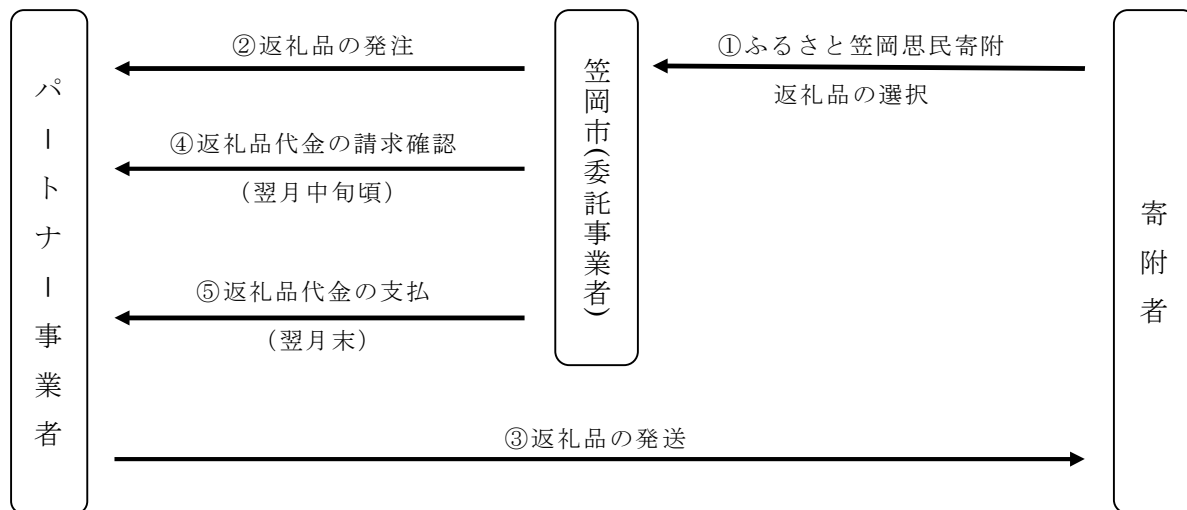 パートナー事業者
②返礼品の発注
④返礼品代金の請求確認
（翌月中旬頃）
⑤返礼品代金の支払
（翌月末）
笠岡市(委託事業者)
①ふるさと笠岡思民寄附
返礼品の選択
寄附者
③返礼品の発送